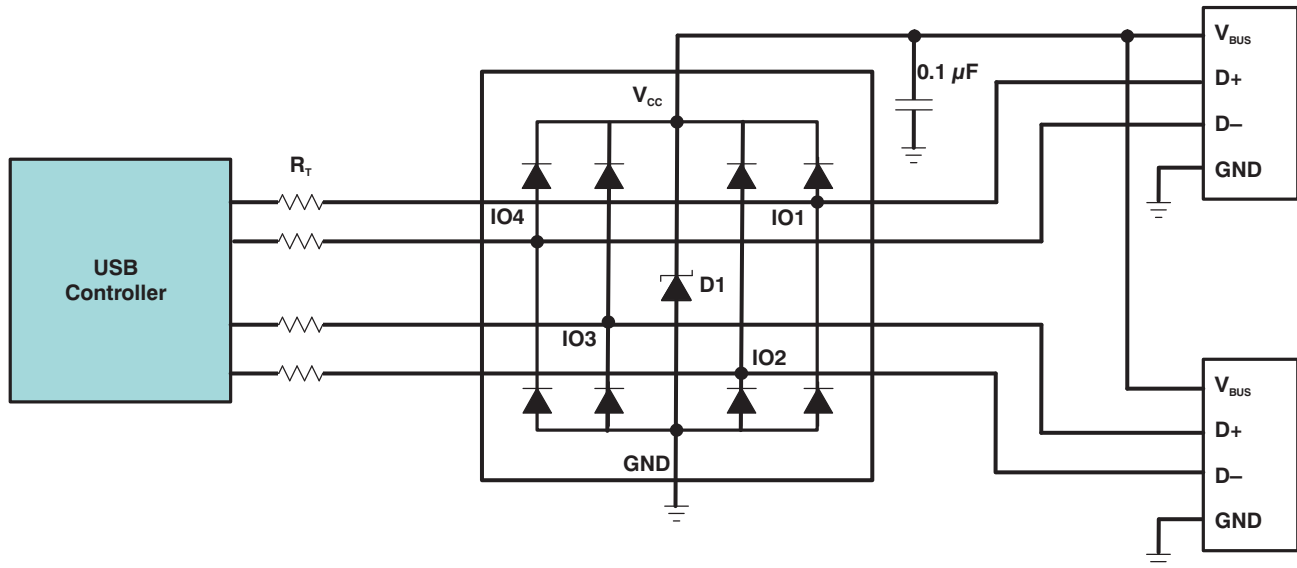 V_BUS
0.1 µF
D+
V_CC
D–
R_T
GND
IO4
IO1
USB
Controller
D1
IO3
IO2
V_BUS
D+
GND
D–
GND